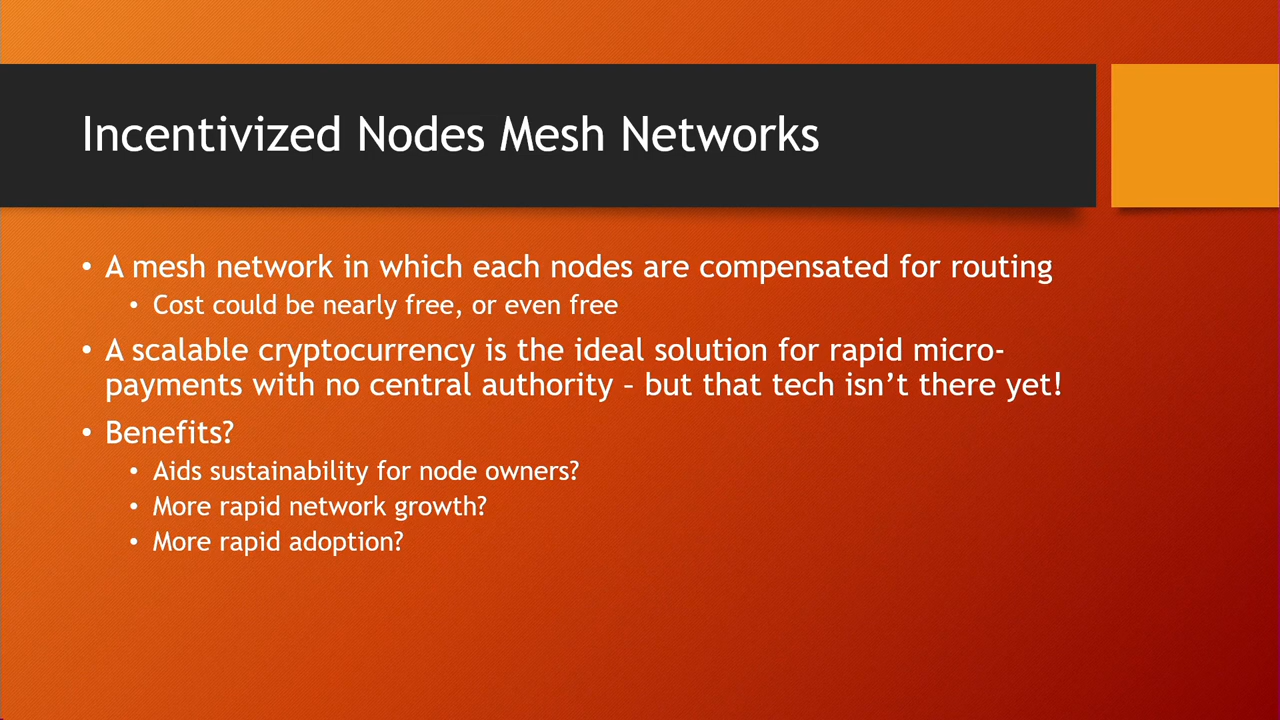 Incentivized Nodes Mesh Networks
• A mesh network in which each nodes are compensated for routing
• Cost could be nearly free, or even free
• A scalable cryptocurrency is the ideal solution for rapid micro-
payments with no central authority – but that tech isn’t there yet!
• Benefits?
• Aids sustainability for node owners?
• More rapid network growth?
• More rapid adoption?